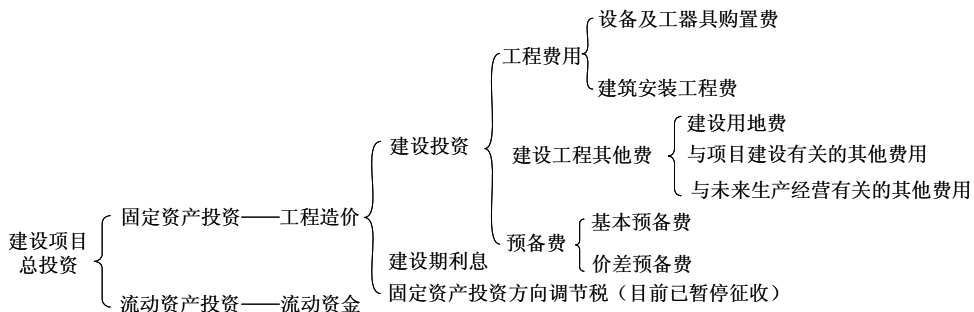 设备及工器具购置费
工程费用
建筑安装工程费
建设用地费
建设投资
建设工程其他费
与项目建设有关的其他费用
与未来生产经营有关的其他费用
固定资产投资——工程造价
基本预备费
建设项目
总投资
预备费
建设期利息
价差预备费
固定资产投资方向调节税（目前已暂停征收）
流动资产投资——流动资金